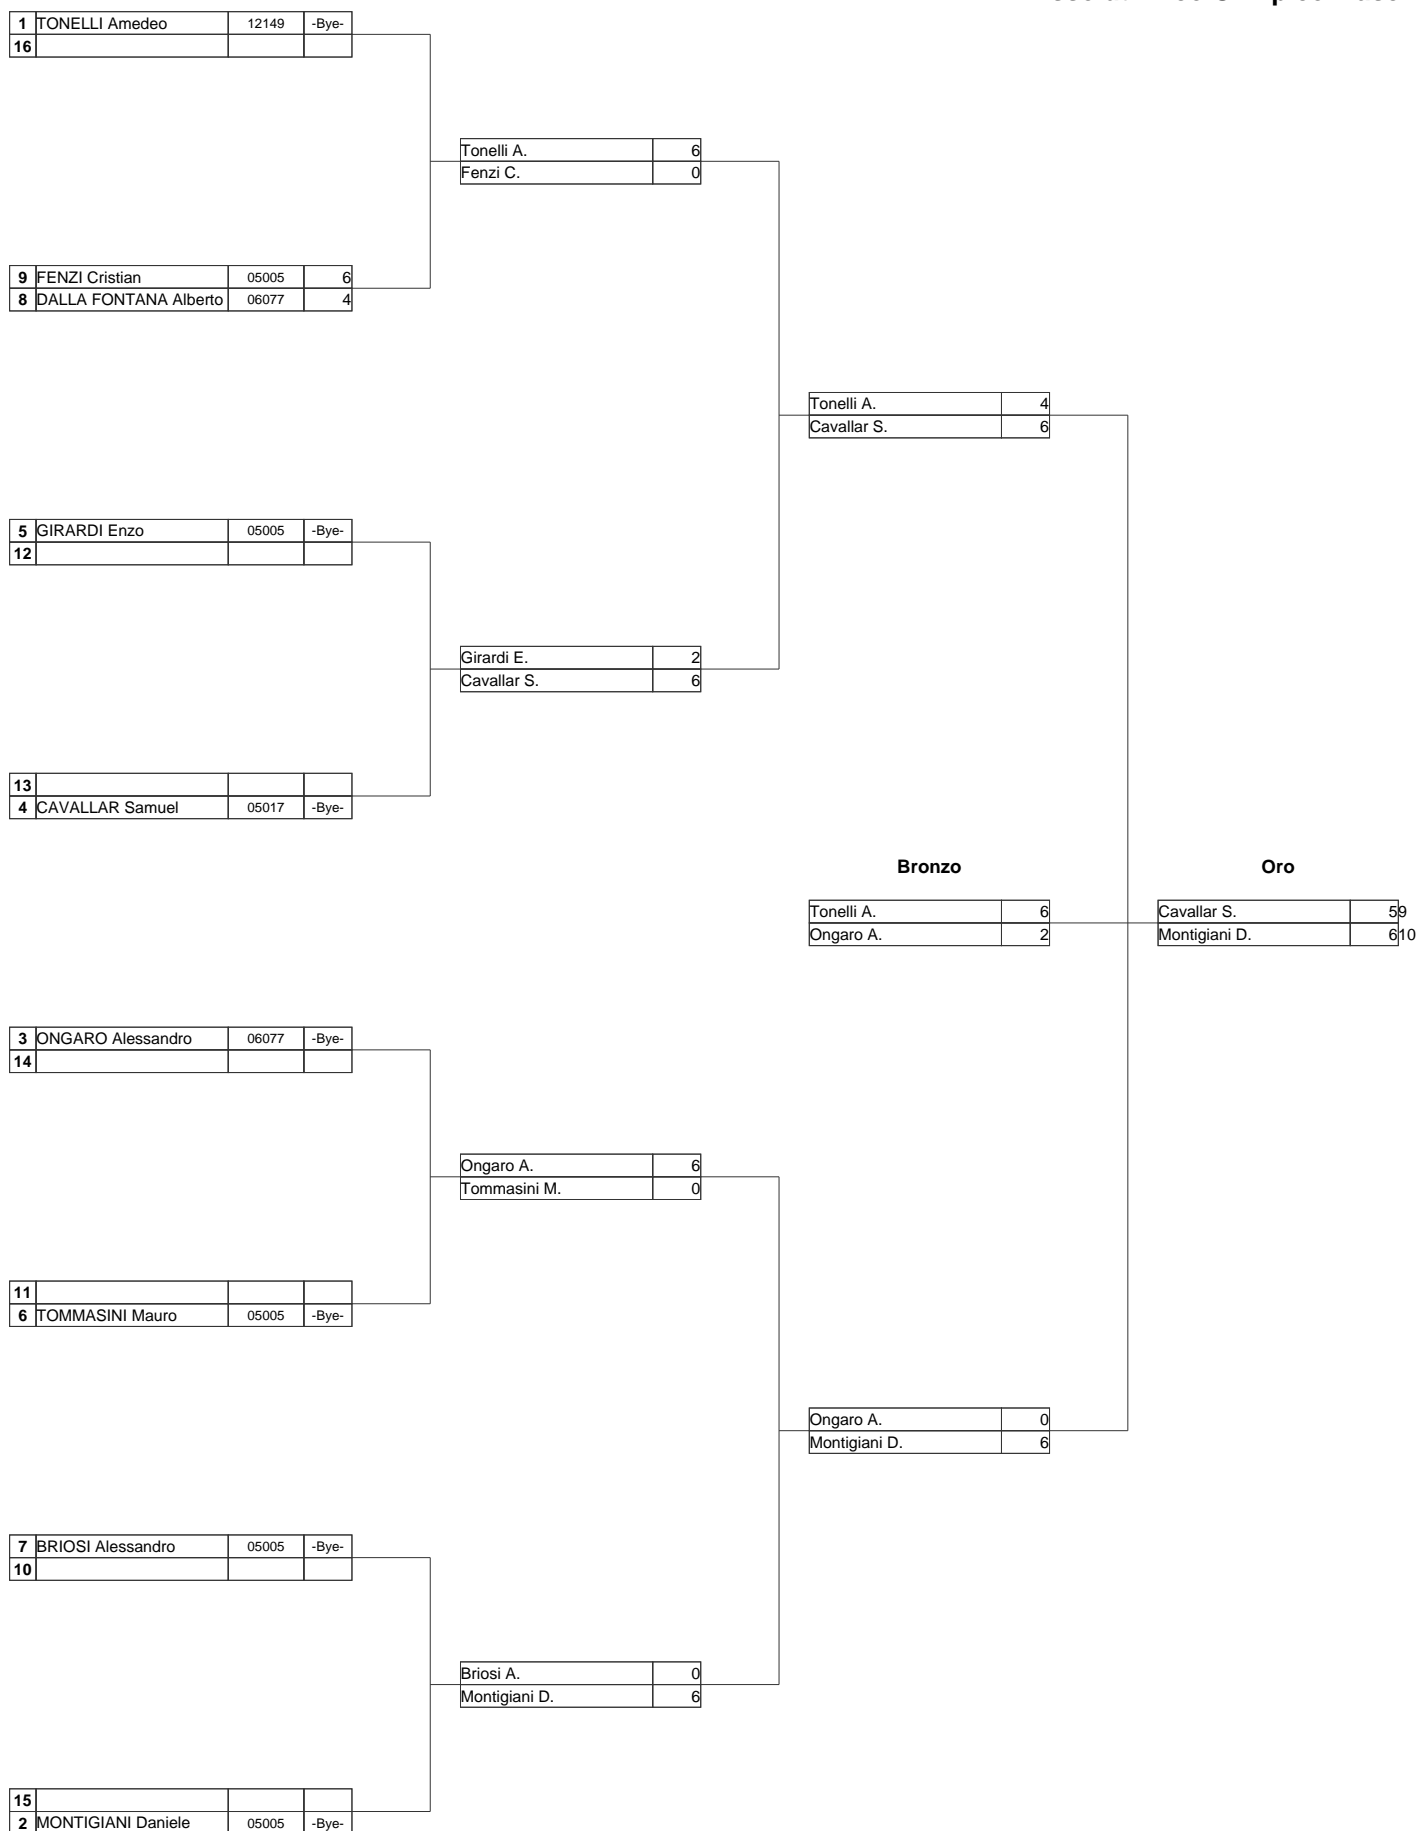 1 TONELLI Amedeo 12149 -Bye-
16
Tonelli A. 6
Fenzi C. 0
9 FENZI Cristian 05005 6
8 DALLA FONTANA Alberto 06077 4
Tonelli A. 4
Cavallar S. 6
5 GIRARDI Enzo 05005 -Bye-
12
Girardi E. 2
Cavallar S. 6
13
4 CAVALLAR Samuel 05017 -Bye-
Bronzo Oro
Tonelli A. 6 Cavallar S. 5 9
Ongaro A. 2 Montigiani D. 6 10
3 ONGARO Alessandro 06077 -Bye-
14
Ongaro A. 6
Tommasini M. 0
11
6 TOMMASINI Mauro 05005 -Bye-
Ongaro A. 0
Montigiani D. 6
7 BRIOSI Alessandro 05005 -Bye-
10
Briosi A. 0
Montigiani D. 6
15
2 MONTIGIANI Daniele 05005 -Bye-